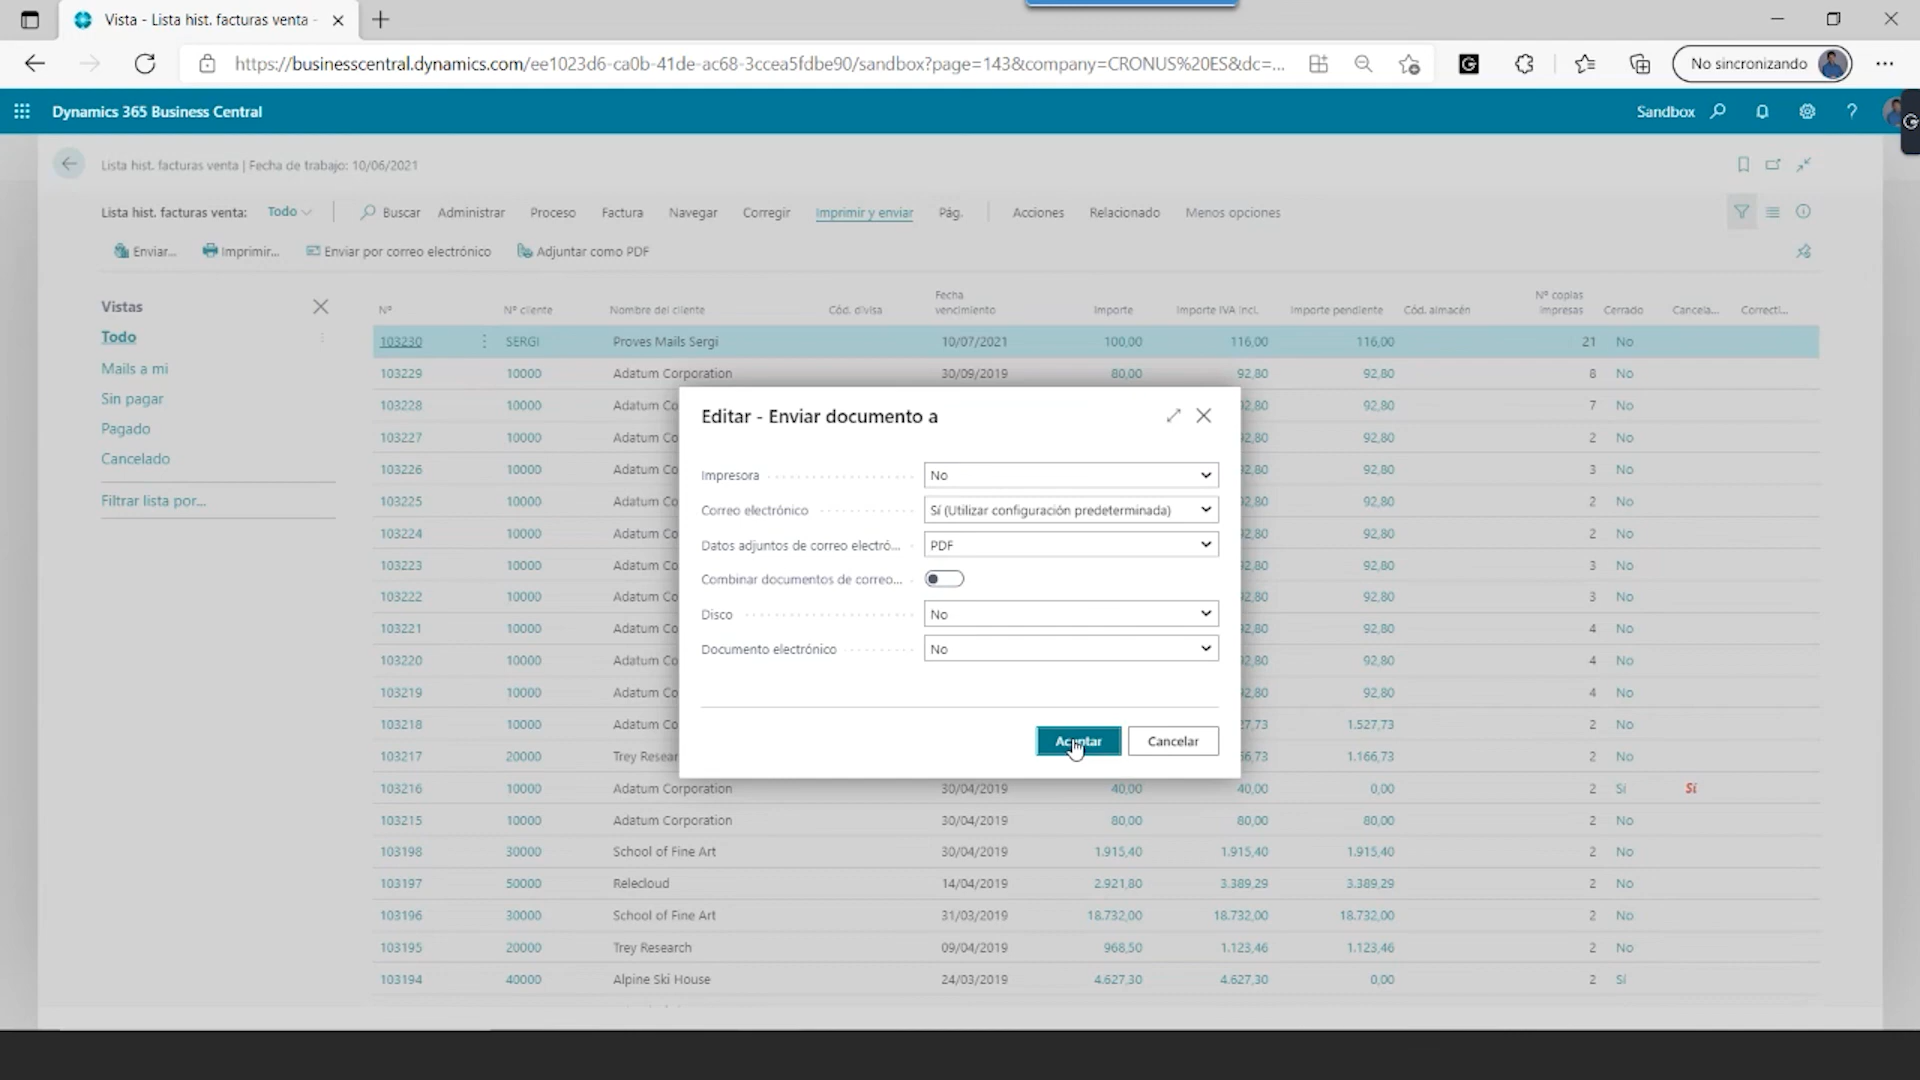 Vista - Lista hist. facturas venta -
https://businesscentral.dynamics.com/ee1023d6-ca0b-41de-ac68-3ccea5fdbe90/sandbox?page=143&company=CRONUS%20ES&dc=...
No sincronizando
Dynamics 365 Business Central
Sandbox
Lista hist. facturas venta | Fecha de trabajo: 10/06/2021
Lista hist. facturas venta: Todo Buscar Administrar Proceso Factura Navegar Corregir Imprimir y enviar Pág. Acciones Relacionado Menos opciones
Enviar... Imprimir... Enviar por correo electrónico Adjuntar como PDF
Vistas
Todo
Mails a mi
Sin pagar
Pagado
Cancelado
Filtrar lista por...
Nº Nº cliente Nombre del cliente Cód. divisa Fecha vencimiento Importe Importe IVA incl. Importe pendiente Cód. almacén Nº copias impresas Cerrado Cancela... Correcti...
103230 SERGI Proves Mails Sergi 10/07/2021 100,00 116,00 116,00 21 No
103229 10000 Adatum Corporation 30/09/2019 80,00 92,80 92,80 8 No
103228 10000 Adatum Co 92,80 92,80 7 No
103227 10000 Adatum Co 92,80 92,80 2 No
103226 10000 Adatum Co 92,80 92,80 3 No
103225 10000 Adatum Co 92,80 92,80 2 No
103224 10000 Adatum Co 92,80 92,80 2 No
103223 10000 Adatum Co 92,80 92,80 3 No
103222 10000 Adatum Co 92,80 92,80 3 No
103221 10000 Adatum Co 92,80 92,80 4 No
103220 10000 Adatum Co 92,80 92,80 4 No
103219 10000 Adatum Co 92,80 92,80 4 No
103218 10000 Adatum Co 27,73 1.527,73 2 No
103217 20000 Trey Resear 66,73 1.166,73 2 No
103216 10000 Adatum Corporation 30/04/2019 40,00 40,00 0,00 2 Sí Sí
103215 10000 Adatum Corporation 30/04/2019 80,00 80,00 80,00 2 No
103198 30000 School of Fine Art 30/04/2019 1.915,40 1.915,40 1.915,40 2 No
103197 50000 Relecloud 14/04/2019 2.921,80 3.389,29 3.389,29 2 No
103196 30000 School of Fine Art 31/03/2019 18.732,00 18.732,00 18.732,00 2 No
103195 20000 Trey Research 09/04/2019 968,50 1.123,46 1.123,46 2 No
103194 40000 Alpine Ski House 24/03/2019 4.627,30 4.627,30 0,00 2 Sí
Editar - Enviar documento a
Impresora No
Correo electrónico Sí (Utilizar configuración predeterminada)
Datos adjuntos de correo electró... PDF
Combinar documentos de correo...
Disco No
Documento electrónico No
Aceptar Cancelar